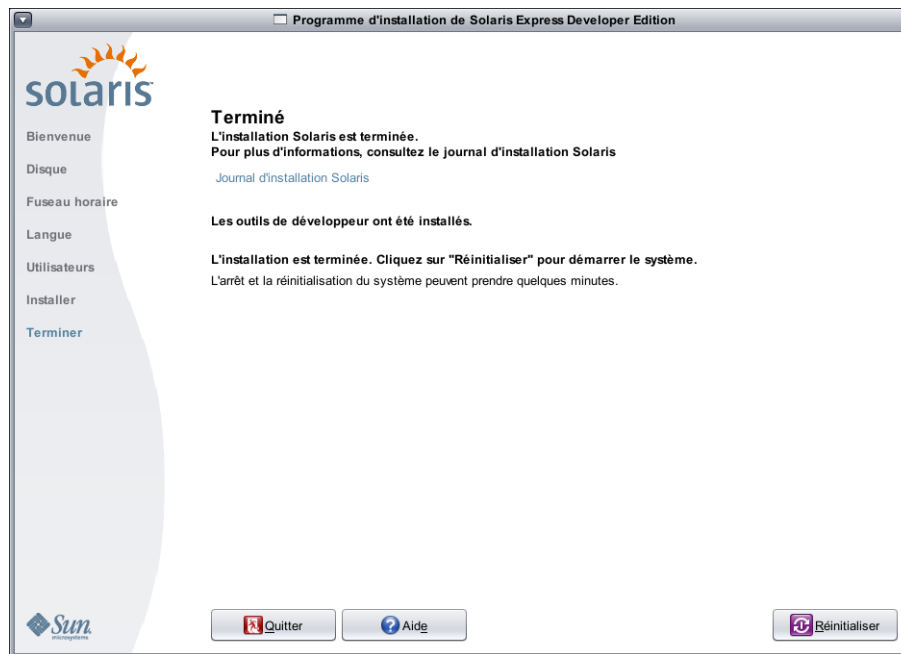 Programme d'installation de Solaris Express Developer Edition
solaris
Bienvenue
Disque
Fuseau horaire
Langue
Utilisateurs
Installer
Terminer
Terminé
L'installation Solaris est terminée.
Pour plus d'informations, consultez le journal d'installation Solaris
Journal d'installation Solaris
Les outils de développeur ont été installés.
L'installation est terminée. Cliquez sur "Réinitialiser" pour démarrer le système.
L'arrêt et la réinitialisation du système peuvent prendre quelques minutes.
Sun
microsystems
Quitter
Aide
Réinitialiser